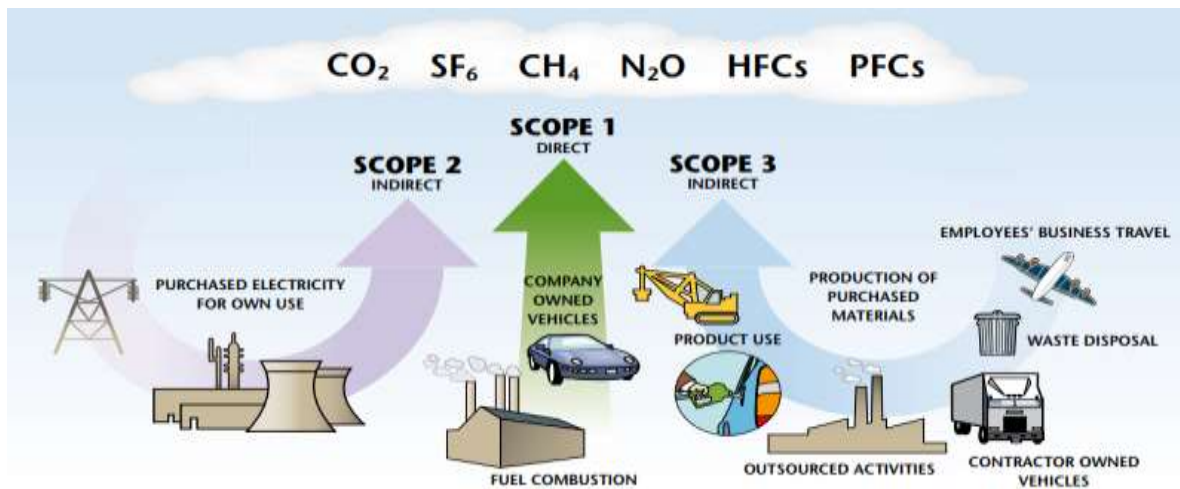 CO₂ SF₆ CH₄ N₂O HFCs PFCs
SCOPE 1
DIRECT
SCOPE 2
INDIRECT
SCOPE 3
INDIRECT
PURCHASED ELECTRICITY
FOR OWN USE
COMPANY
OWNED
VEHICLES
FUEL COMBUSTION
PRODUCT USE
PRODUCTION OF
PURCHASED
MATERIALS
OUTSOURCED ACTIVITIES
EMPLOYEES' BUSINESS TRAVEL
WASTE DISPOSAL
CONTRACTOR OWNED
VEHICLES